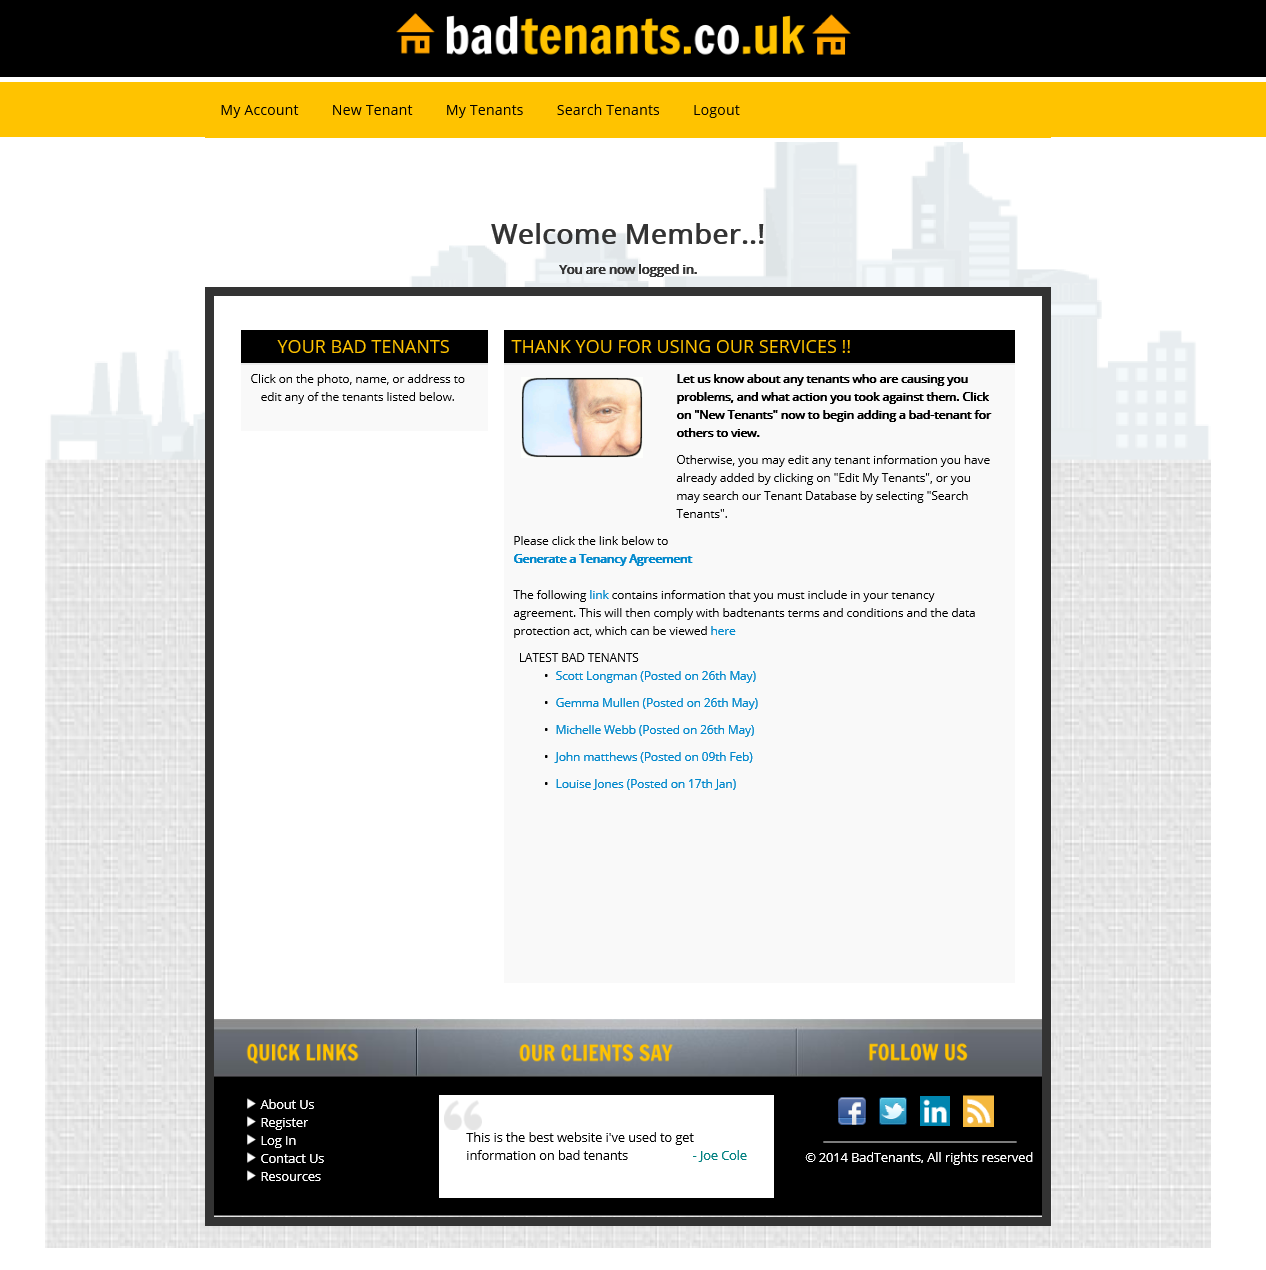 badtenants.co.uk
My Account New Tenant My Tenants Search Tenants Logout
Welcome Member..!
You are now logged in.
YOUR BAD TENANTS
Click on the photo, name, or address to
edit any of the tenants listed below.
THANK YOU FOR USING OUR SERVICES !!
Let us know about any tenants who are causing you
problems, and what action you took against them. Click
on "New Tenants" now to begin adding a bad-tenant for
others to view.
Otherwise, you may edit any tenant information you have
already added by clicking on "Edit My Tenants", or you
may search our Tenant Database by selecting "Search
Tenants".
Please click the link below to
Generate a Tenancy Agreement
The following link contains information that you must include in your tenancy
agreement. This will then comply with badtenants terms and conditions and the data
protection act, which can be viewed here
LATEST BAD TENANTS
• Scott Longman (Posted on 26th May)
• Gemma Mullen (Posted on 26th May)
• Michelle Webb (Posted on 26th May)
• John matthews (Posted on 09th Feb)
• Louise Jones (Posted on 17th Jan)
QUICK LINKS
About Us
Register
Log In
Contact Us
Resources
OUR CLIENTS SAY
This is the best website i've used to get
information on bad tenants - Joe Cole
FOLLOW US
© 2014 BadTenants, All rights reserved